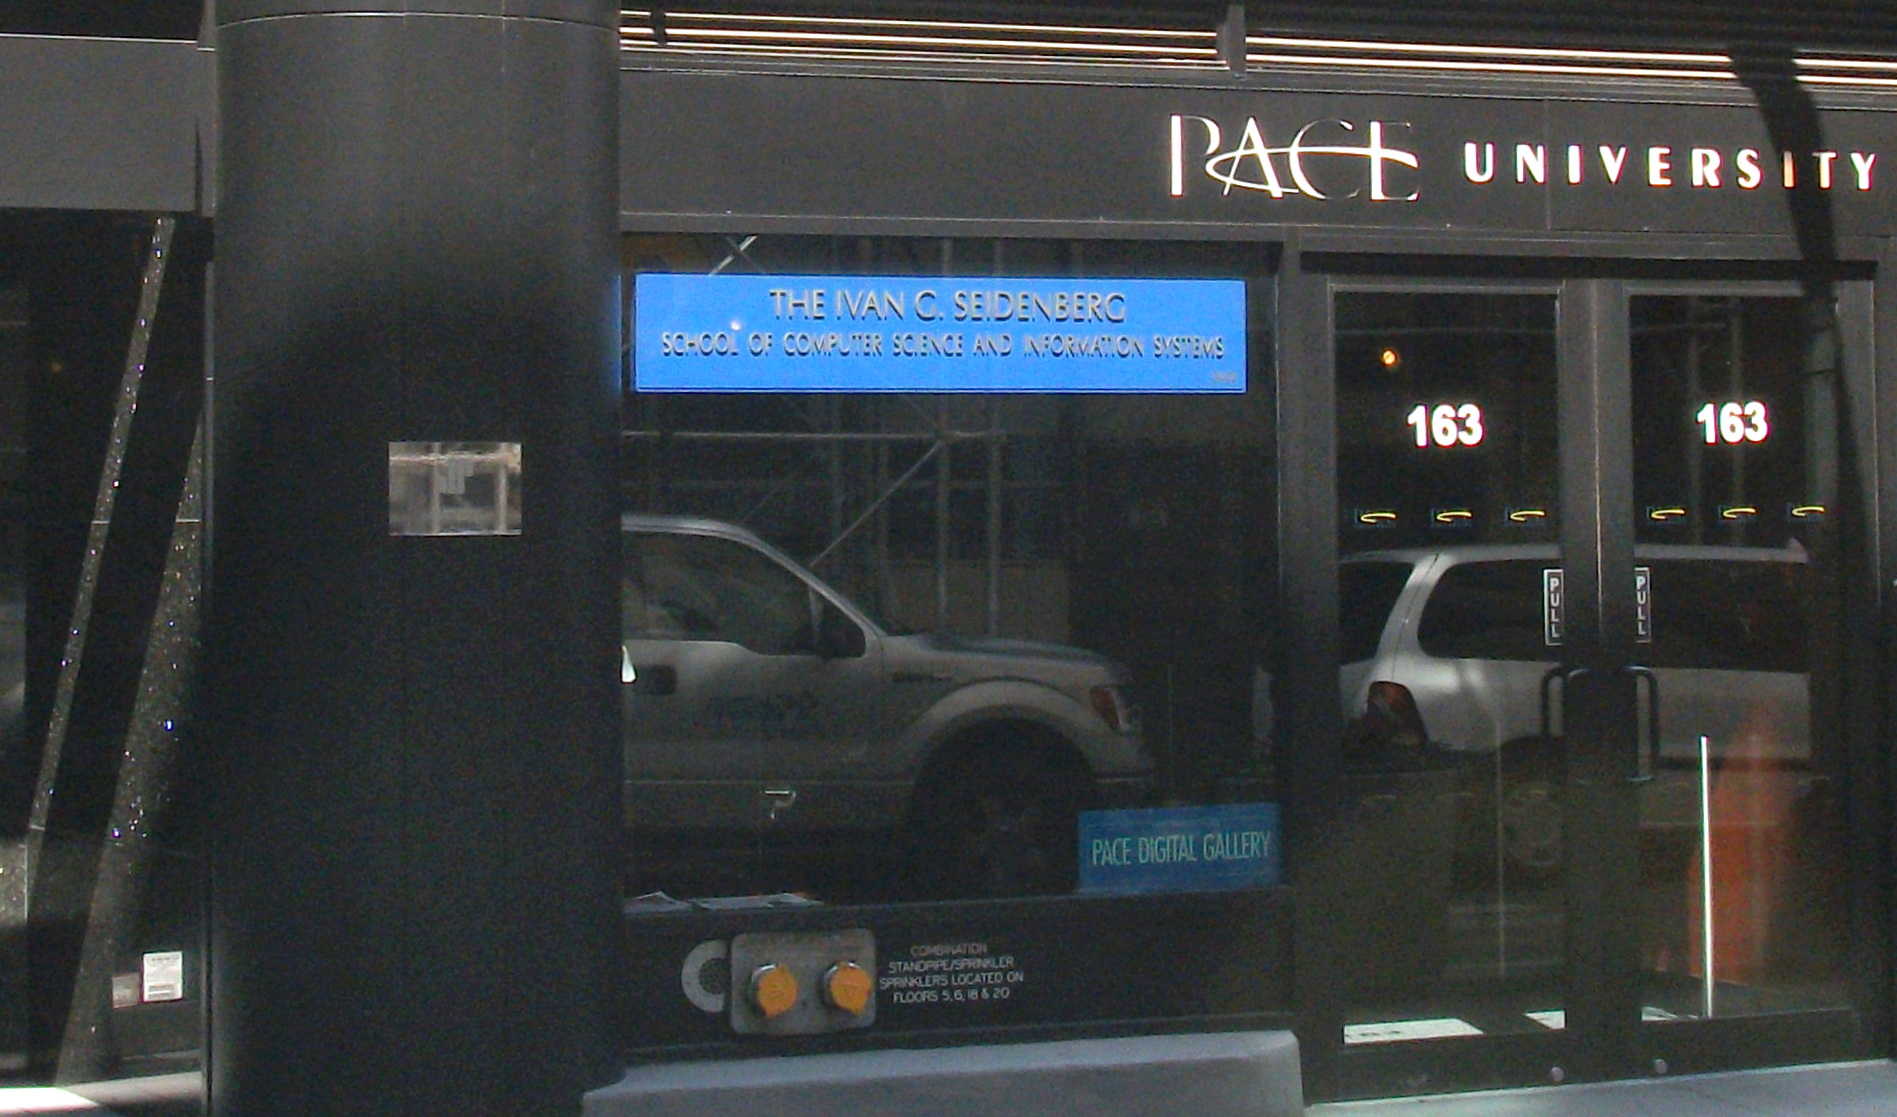 PACE UNIVERSITY
THE IVAN G. SEIDENBERG
SCHOOL OF COMPUTER SCIENCE AND INFORMATION SYSTEMS
163
163
PULL
PULL
PACE DIGITAL GALLERY
COMBINATION
STANDPIPE/SPRINKLER
SPRINKLERS LOCATED ON
FLOORS 5, 6, 18 & 20